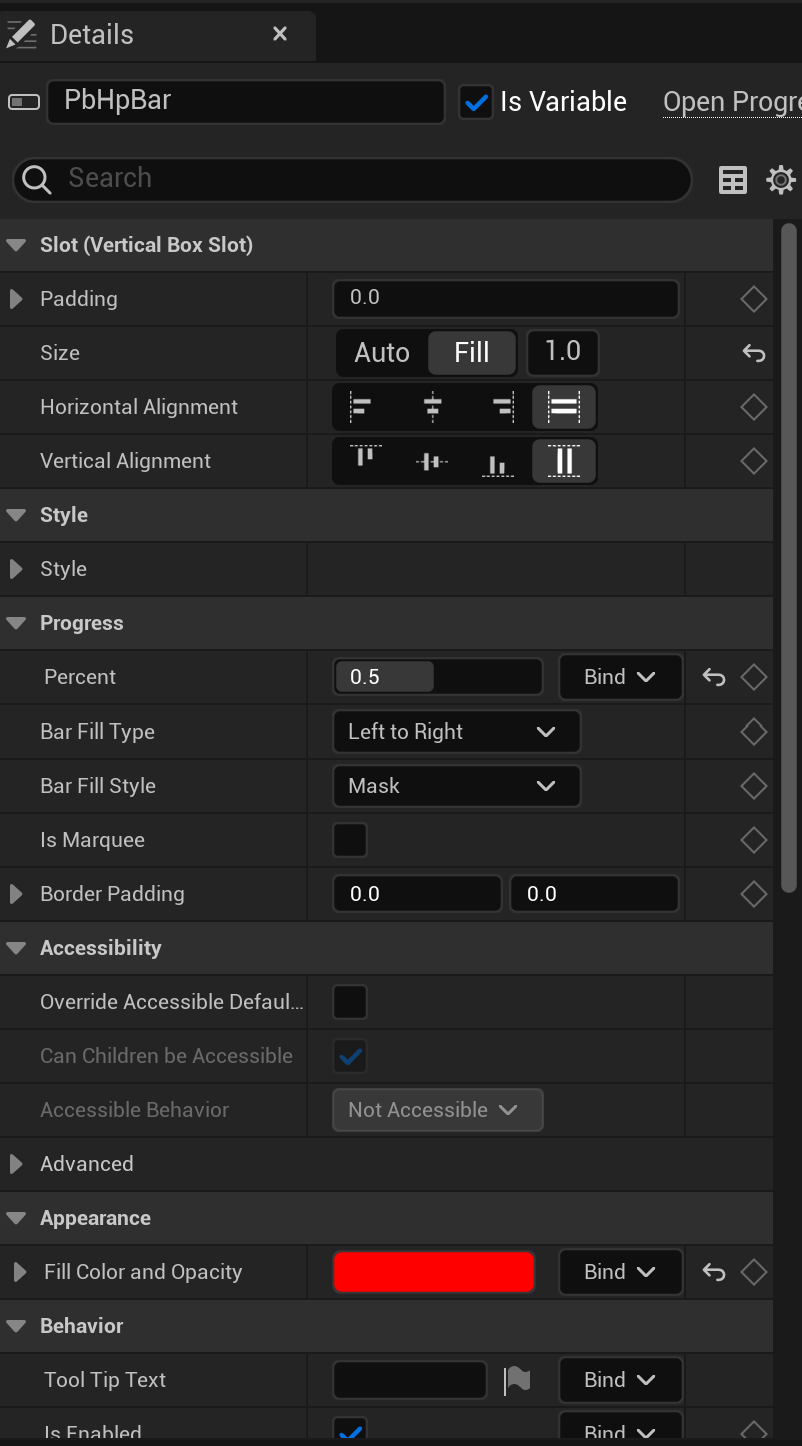 Details
PbHpBar Is Variable Open Progre
Search
Slot (Vertical Box Slot)
Padding 0.0
Size Auto Fill 1.0
Horizontal Alignment
Vertical Alignment
Style
Style
Progress
Percent 0.5 Bind
Bar Fill Type Left to Right
Bar Fill Style Mask
Is Marquee
Border Padding 0.0 0.0
Accessibility
Override Accessible Defaul...
Can Children be Accessible
Accessible Behavior Not Accessible
Advanced
Appearance
Fill Color and Opacity Bind
Behavior
Tool Tip Text Bind
Is Enabled Bind